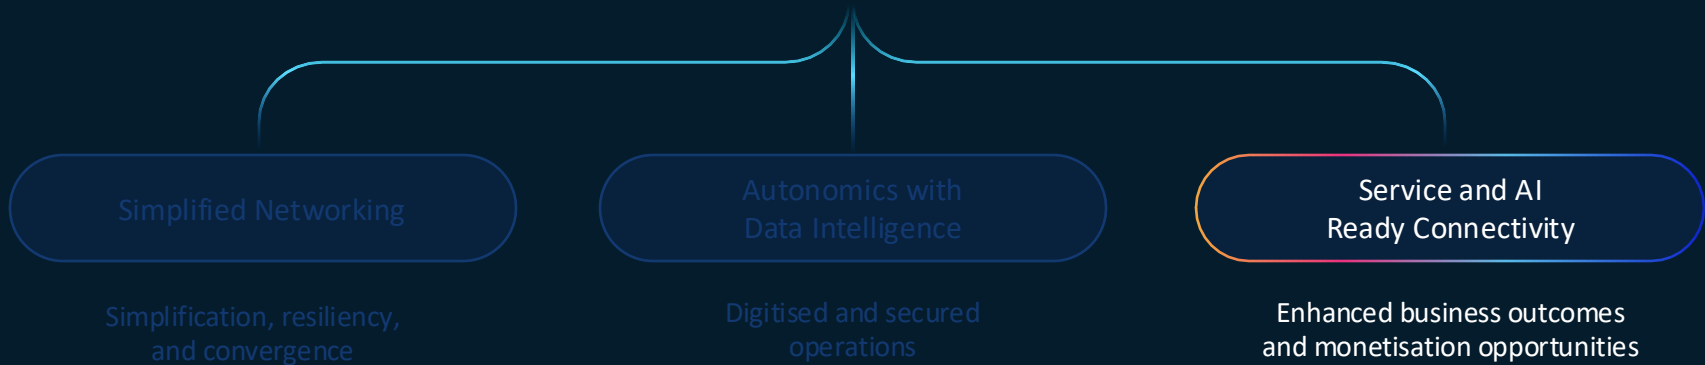 Simplified Networking
Autonomics with
Data Intelligence
Service and AI
Ready Connectivity
Simplification, resiliency,
and convergence
Digitised and secured
operations
Enhanced business outcomes
and monetisation opportunities